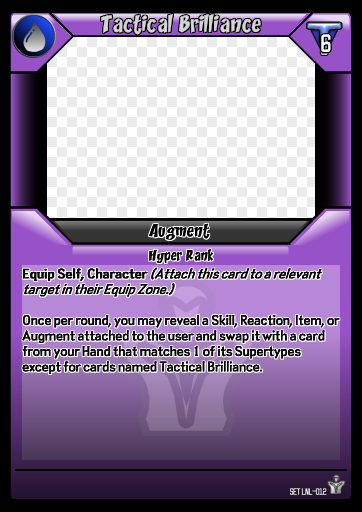 Tactical Brilliance
6
Augment
Hyper Rank
Equip Self, Character (Attach this card to a relevant
target in their Equip Zone.)
Once per round, you may reveal a Skill, Reaction, Item, or
Augment attached to the user and swap it with a card
from your Hand that matches 1 of its Supertypes
except for cards named Tactical Brilliance.
SET LNL-012